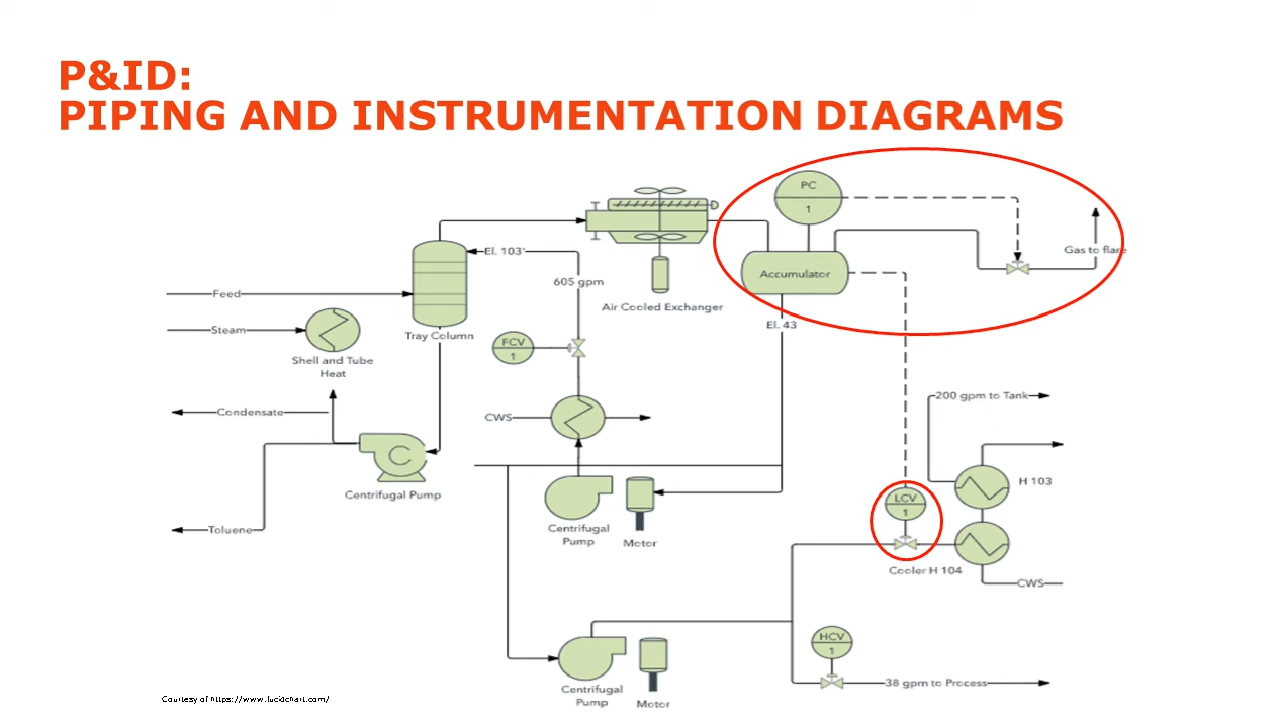 P&ID:
PIPING AND INSTRUMENTATION DIAGRAMS
PC
1
Gas to flare
El. 103'
Feed
605 gpm
Accumulator
Air Cooled Exchanger
El. 43
Steam
Tray Column
FCV
1
Shell and Tube
Heat
200 gpm to Tank
Condensate
CWS
C
H 103
LCV
1
Centrifugal Pump
Toluene
Centrifugal
Pump
Motor
Cooler H 104
CWS
HCV
1
38 gpm to Process
Centrifugal
Pump
Motor
Courtesy of https://www.lucidchart.com/